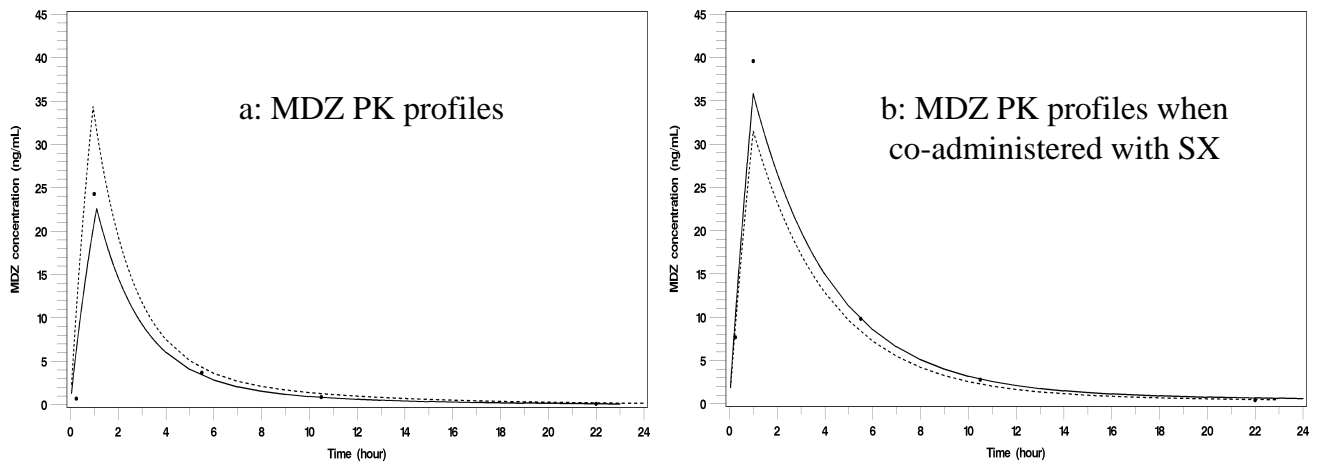 45
40
35
30
25
20
15
10
5
0
MDZ concentration (ng/mL)
a: MDZ PK profiles
0 2 4 6 8 10 12 14 16 18 20 22 24
Time (hour)
45
40
35
30
25
20
15
10
5
0
MDZ concentration (ng/mL)
b: MDZ PK profiles when
co-administered with SX
0 2 4 6 8 10 12 14 16 18 20 22 24
Time (hour)